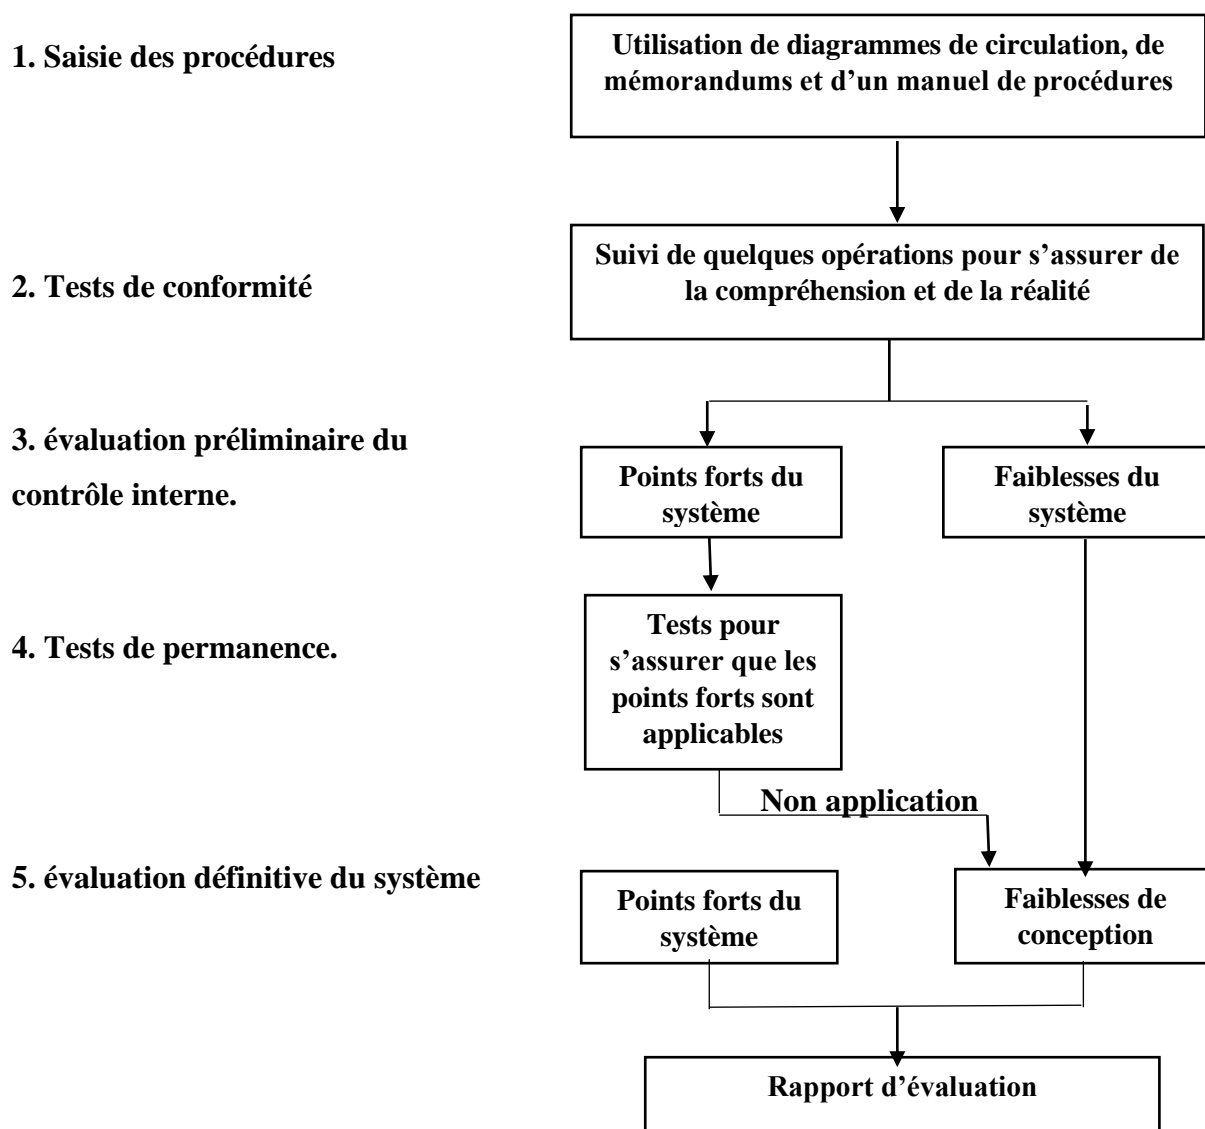 1. Saisie des procédures
Utilisation de diagrammes de circulation, de
mémorandums et d’un manuel de procédures
2. Tests de conformité
Suivi de quelques opérations pour s’assurer de
la compréhension et de la réalité
3. évaluation préliminaire du
contrôle interne.
Points forts du
système
Faiblesses du
système
4. Tests de permanence.
Tests pour
s’assurer que les
points forts sont
applicables
Non application
5. évaluation définitive du système
Points forts du
système
Faiblesses de
conception
Rapport d’évaluation